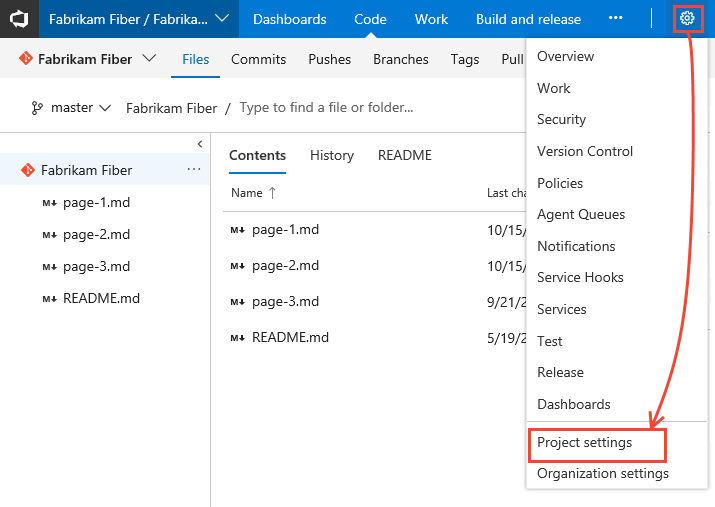 Fabrikam Fiber / Fabrika... Dashboards Code Work Build and release ···
Fabrikam Fiber Files Commits Pushes Branches Tags Pull
master Fabrikam Fiber / Type to find a file or folder...
Fabrikam Fiber ···
page-1.md
page-2.md
page-3.md
README.md
Contents History README
Name ↑ Last cha
page-1.md 10/15/
page-2.md 10/15/
page-3.md 9/21/2
README.md 5/19/2
Overview
Work
Security
Version Control
Policies
Agent Queues
Notifications
Service Hooks
Services
Test
Release
Dashboards
Project settings
Organization settings